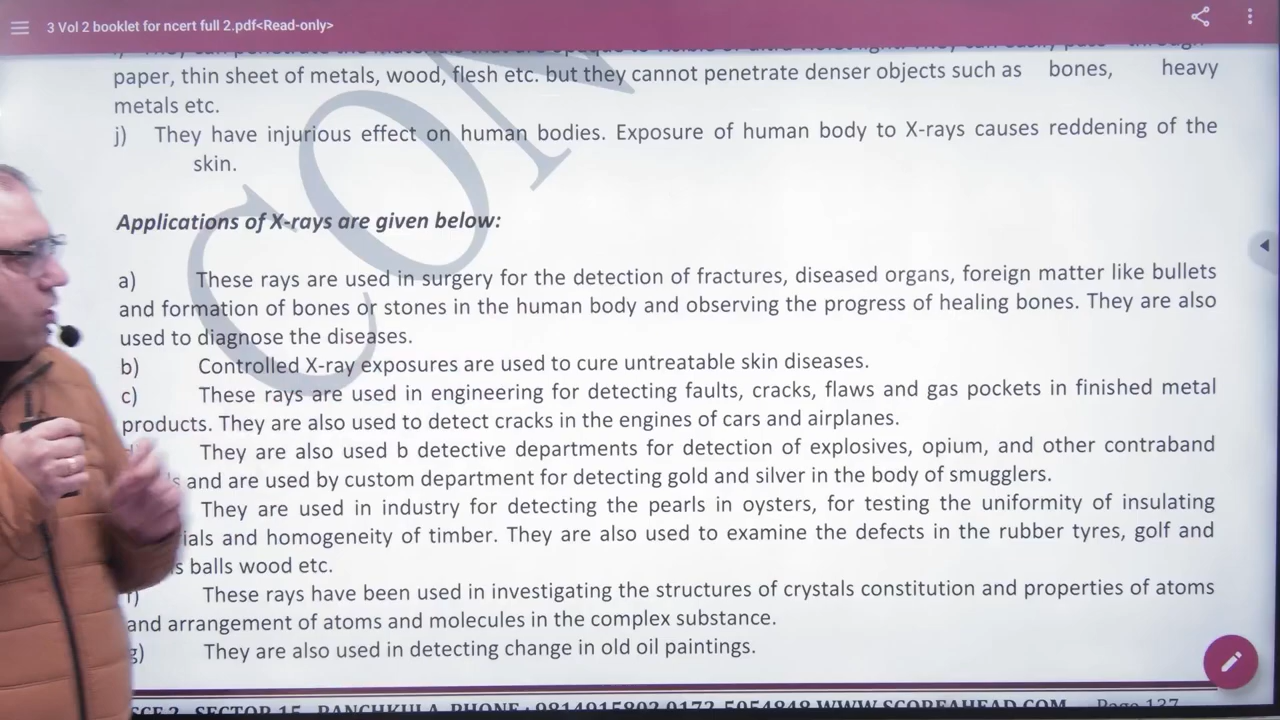 3 Vol 2 booklet for ncert full 2.pdf<Read-only>
paper, thin sheet of metals, wood, flesh etc. but they cannot penetrate denser objects such as bones, heavy
metals etc.
j) They have injurious effect on human bodies. Exposure of human body to X-rays causes reddening of the
skin.
Applications of X-rays are given below:
a) These rays are used in surgery for the detection of fractures, diseased organs, foreign matter like bullets
and formation of bones or stones in the human body and observing the progress of healing bones. They are also
used to diagnose the diseases.
b) Controlled X-ray exposures are used to cure untreatable skin diseases.
c) These rays are used in engineering for detecting faults, cracks, flaws and gas pockets in finished metal
products. They are also used to detect cracks in the engines of cars and airplanes.
They are also used b detective departments for detection of explosives, opium, and other contraband
s and are used by custom department for detecting gold and silver in the body of smugglers.
They are used in industry for detecting the pearls in oysters, for testing the uniformity of insulating
ials and homogeneity of timber. They are also used to examine the defects in the rubber tyres, golf and
s balls wood etc.
f) These rays have been used in investigating the structures of crystals constitution and properties of atoms
and arrangement of atoms and molecules in the complex substance.
g) They are also used in detecting change in old oil paintings.
SECTOR 15, PANCHKULA PHONE: WWW.SCOREAHEAD.COM Page 127
CON